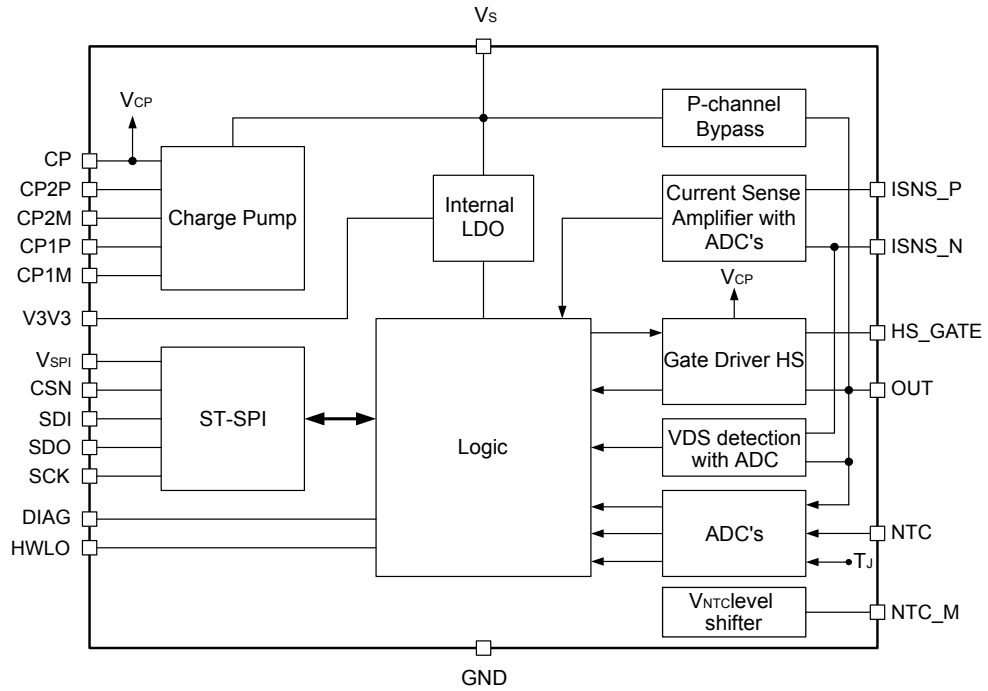 VS
VCP
CP
CP2P
CP2M
CP1P
CP1M
V3V3
VSPI
CSN
SDI
SDO
SCK
DIAG
HWLO
Charge Pump
ST-SPI
Internal
LDO
Logic
P-channel
Bypass
Current Sense
Amplifier with
ADC's
VCP
Gate Driver HS
VDS detection
with ADC
ADC's
TJ
VNTClevel
shifter
ISNS_P
ISNS_N
HS_GATE
OUT
NTC
NTC_M
GND